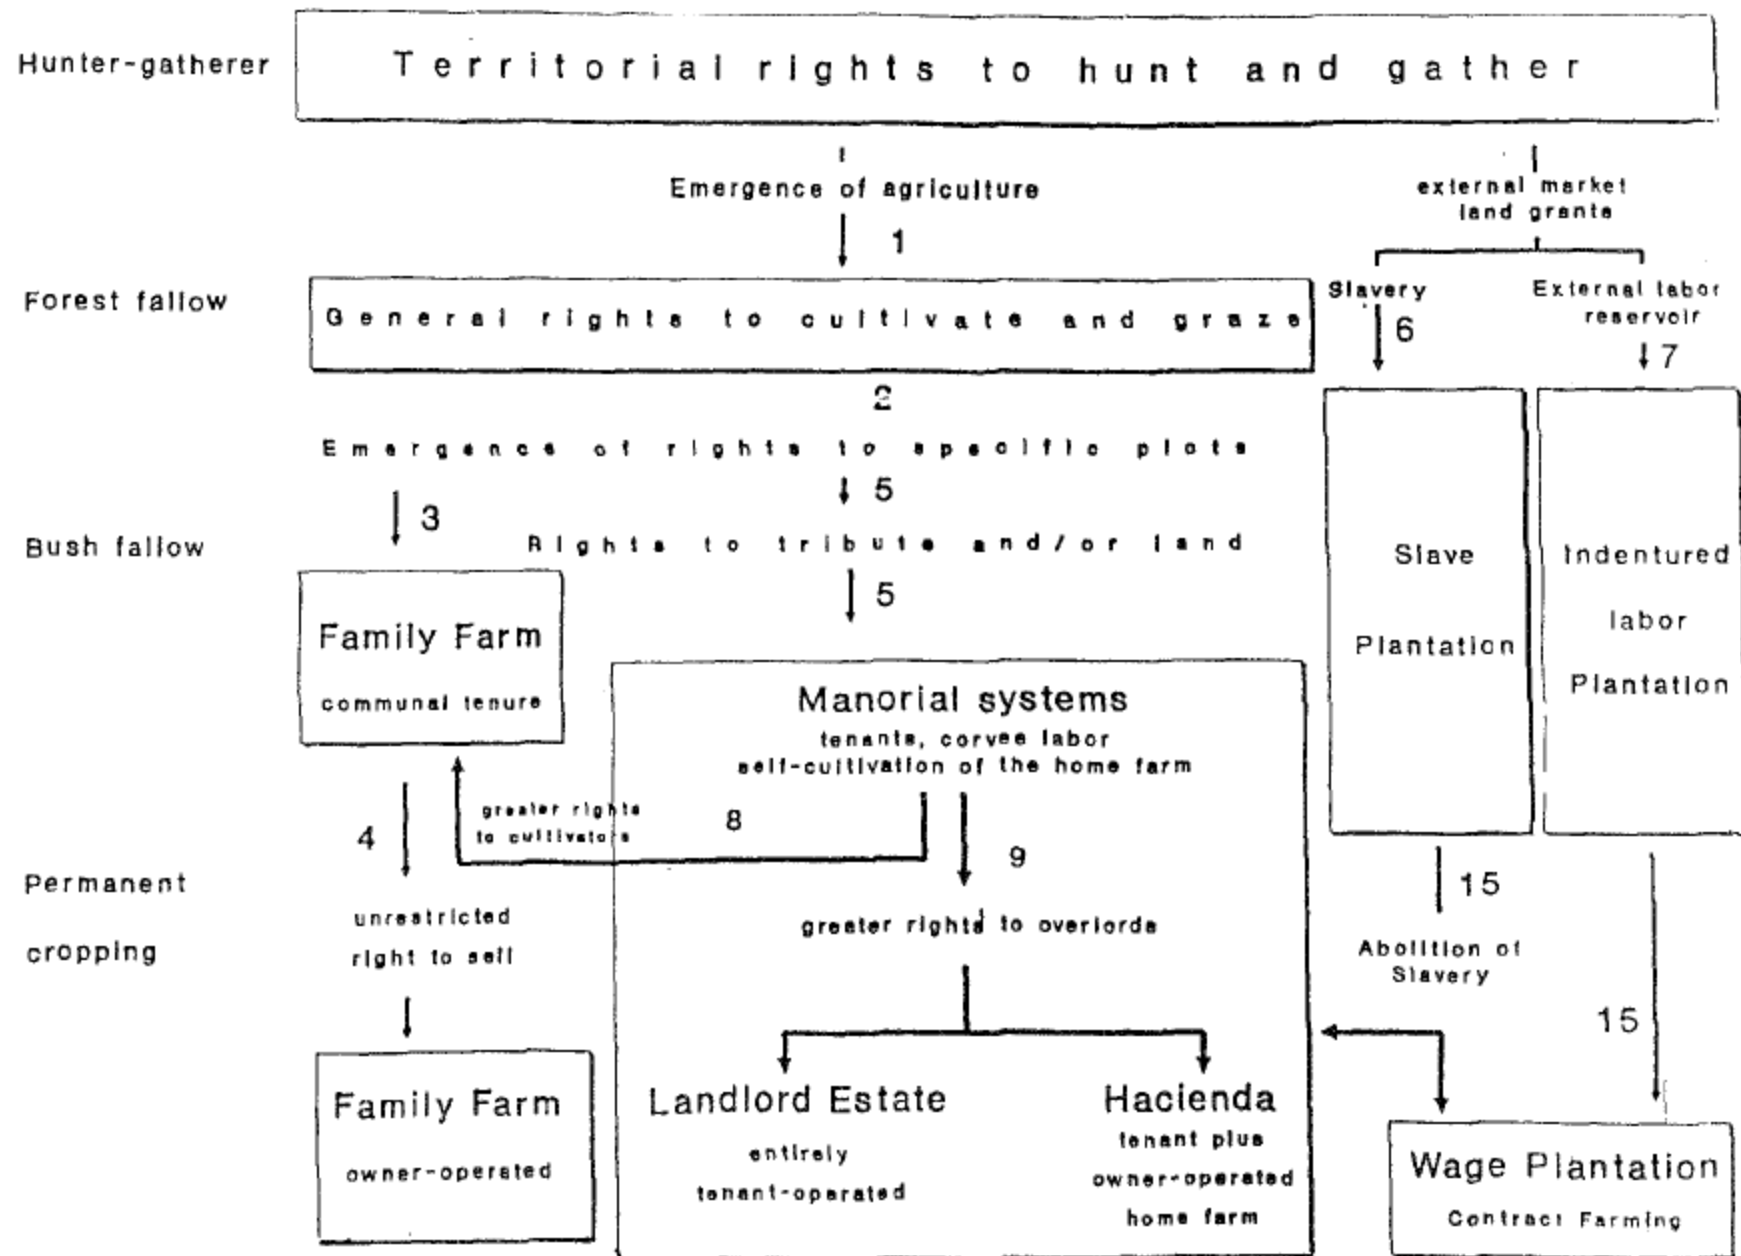 Hunter-gatherer
Territorial rights to hunt and gather
Emergence of agriculture
1
external market
land grants
Forest fallow
General rights to cultivate and graze
Slavery
6
External labor
reservoir
7
2
Emergence of rights to specific plots
3
5
Bush fallow
Rights to tribute and/or land
5
Family Farm
communal tenure
Manorial systems
tenants, corvee labor
self-cultivation of the home farm
Slave
Plantation
Indentured
labor
Plantation
4
greater rights
to cultivators
8
9
Permanent
cropping
unrestricted
right to sell
greater rights to overlords
15
Abolition of
Slavery
15
Family Farm
owner-operated
Landlord Estate
entirely
tenant-operated
Hacienda
tenant plus
owner-operated
home farm
Wage Plantation
Contract Farming